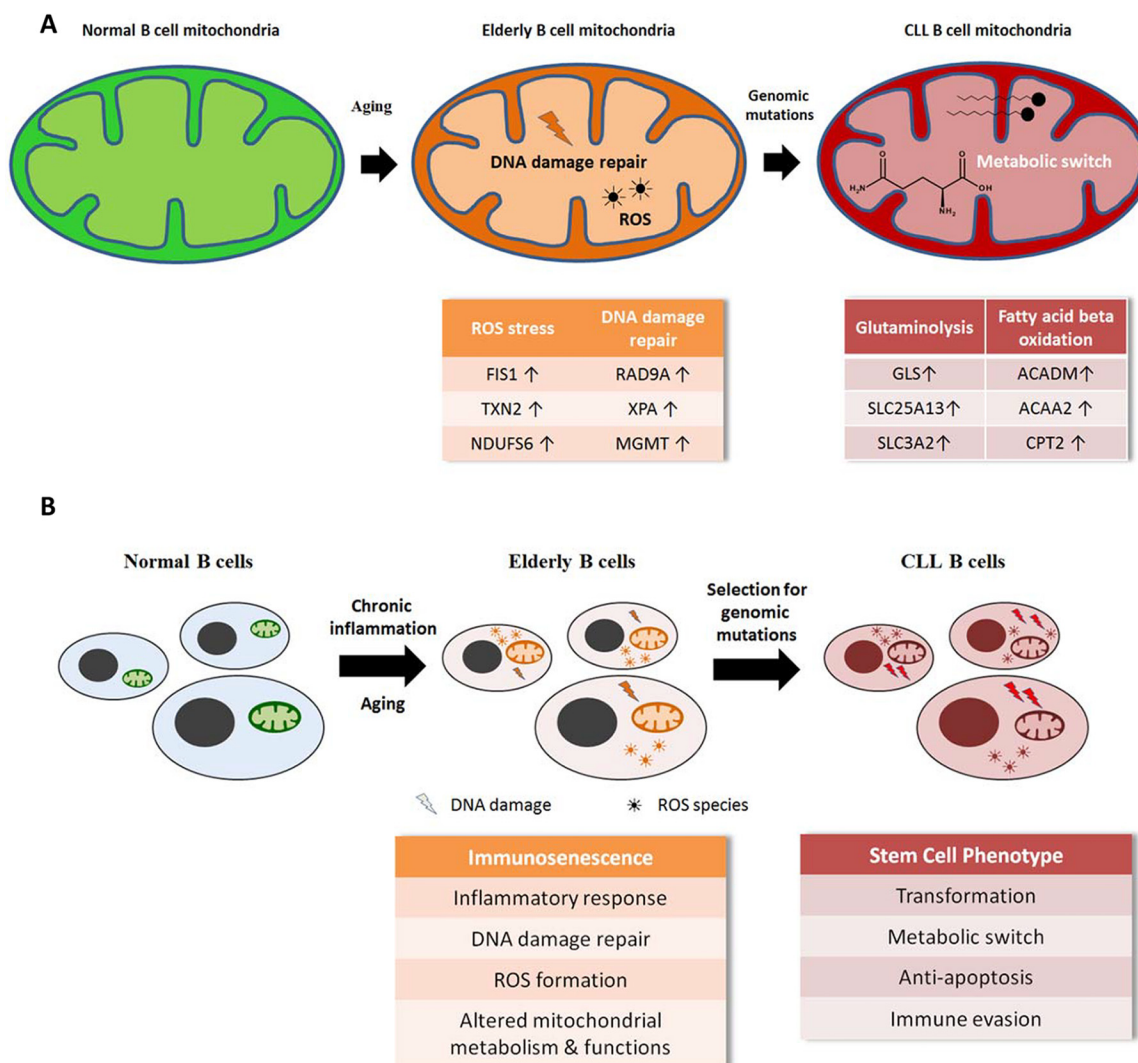 A
Normal B cell mitochondria
Elderly B cell mitochondria
CLL B cell mitochondria
Aging
Genomic
mutations
DNA damage repair
ROS
Metabolic switch
O
O
H₂N
OH
NH₂
ROS stress
DNA damage
repair
FIS1 ↑
RAD9A ↑
TXN2 ↑
XPA ↑
NDUFS6 ↑
MGMT ↑
Glutaminolysis
Fatty acid beta
oxidation
GLS↑
ACADM↑
SLC25A13↑
ACAA2 ↑
SLC3A2↑
CPT2 ↑
B
Normal B cells
Elderly B cells
CLL B cells
Chronic
inflammation
Aging
Selection for
genomic
mutations
DNA damage
ROS species
Immunosenescence
Inflammatory response
DNA damage repair
ROS formation
Altered mitochondrial
metabolism & functions
Stem Cell Phenotype
Transformation
Metabolic switch
Anti-apoptosis
Immune evasion